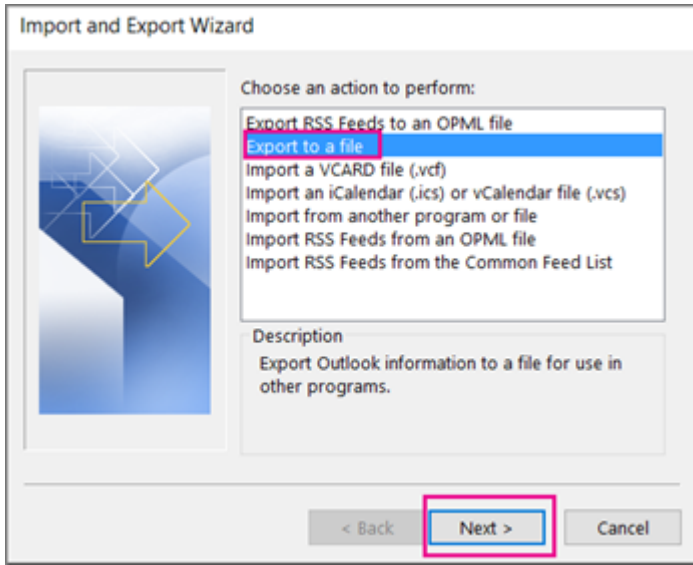 Import and Export Wizard
Choose an action to perform:
Export RSS Feeds to an OPML file
Export to a file
Import a VCARD file (.vcf)
Import an iCalendar (.ics) or vCalendar file (.vcs)
Import from another program or file
Import RSS Feeds from an OPML file
Import RSS Feeds from the Common Feed List
Description
Export Outlook information to a file for use in
other programs.
< Back Next > Cancel